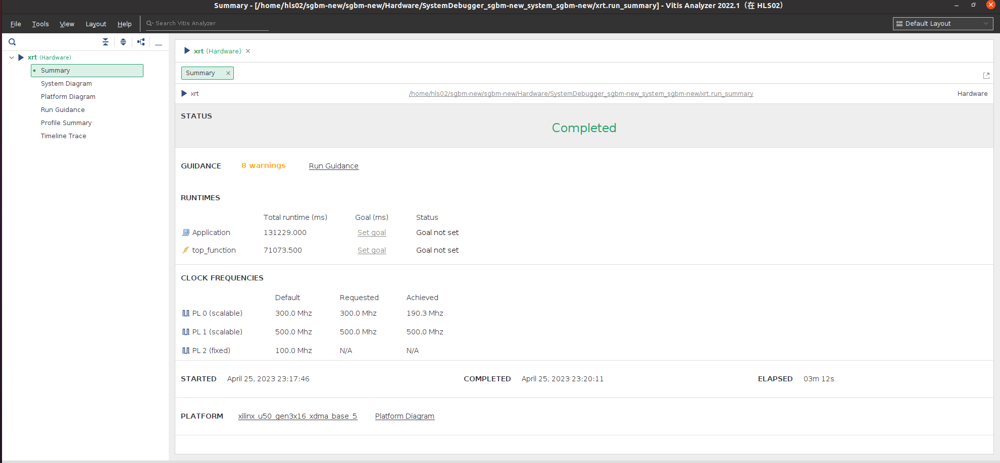 Summary - [/home/hls02/sgbm-new/sgbm-new/Hardware/SystemDebugger_sgbm-new_system_sgbm-new/xrt.run_summary] - Vitis Analyzer 2022.1（在 HLS02）
File Tools View Layout Help Search Vitis Analyzer Default Layout
xrt (Hardware)
Summary
System Diagram
Platform Diagram
Run Guidance
Profile Summary
Timeline Trace
xrt (Hardware)
Summary
xrt /home/hls02/sgbm-new/sgbm-new/Hardware/SystemDebugger_sgbm-new_system_sgbm-new/xrt.run_summary Hardware
STATUS
Completed
GUIDANCE 8 warnings Run Guidance
RUNTIMES
Total runtime (ms) Goal (ms) Status
Application 131229.000 Set goal Goal not set
top_function 71073.500 Set goal Goal not set
CLOCK FREQUENCIES
Default Requested Achieved
PL 0 (scalable) 300.0 Mhz 300.0 Mhz 190.3 Mhz
PL 1 (scalable) 500.0 Mhz 500.0 Mhz 500.0 Mhz
PL 2 (fixed) 100.0 Mhz N/A N/A
STARTED April 25, 2023 23:17:46 COMPLETED April 25, 2023 23:20:11 ELAPSED 03m 12s
PLATFORM xilinx_u50_gen3x16_xdma_base_5 Platform Diagram